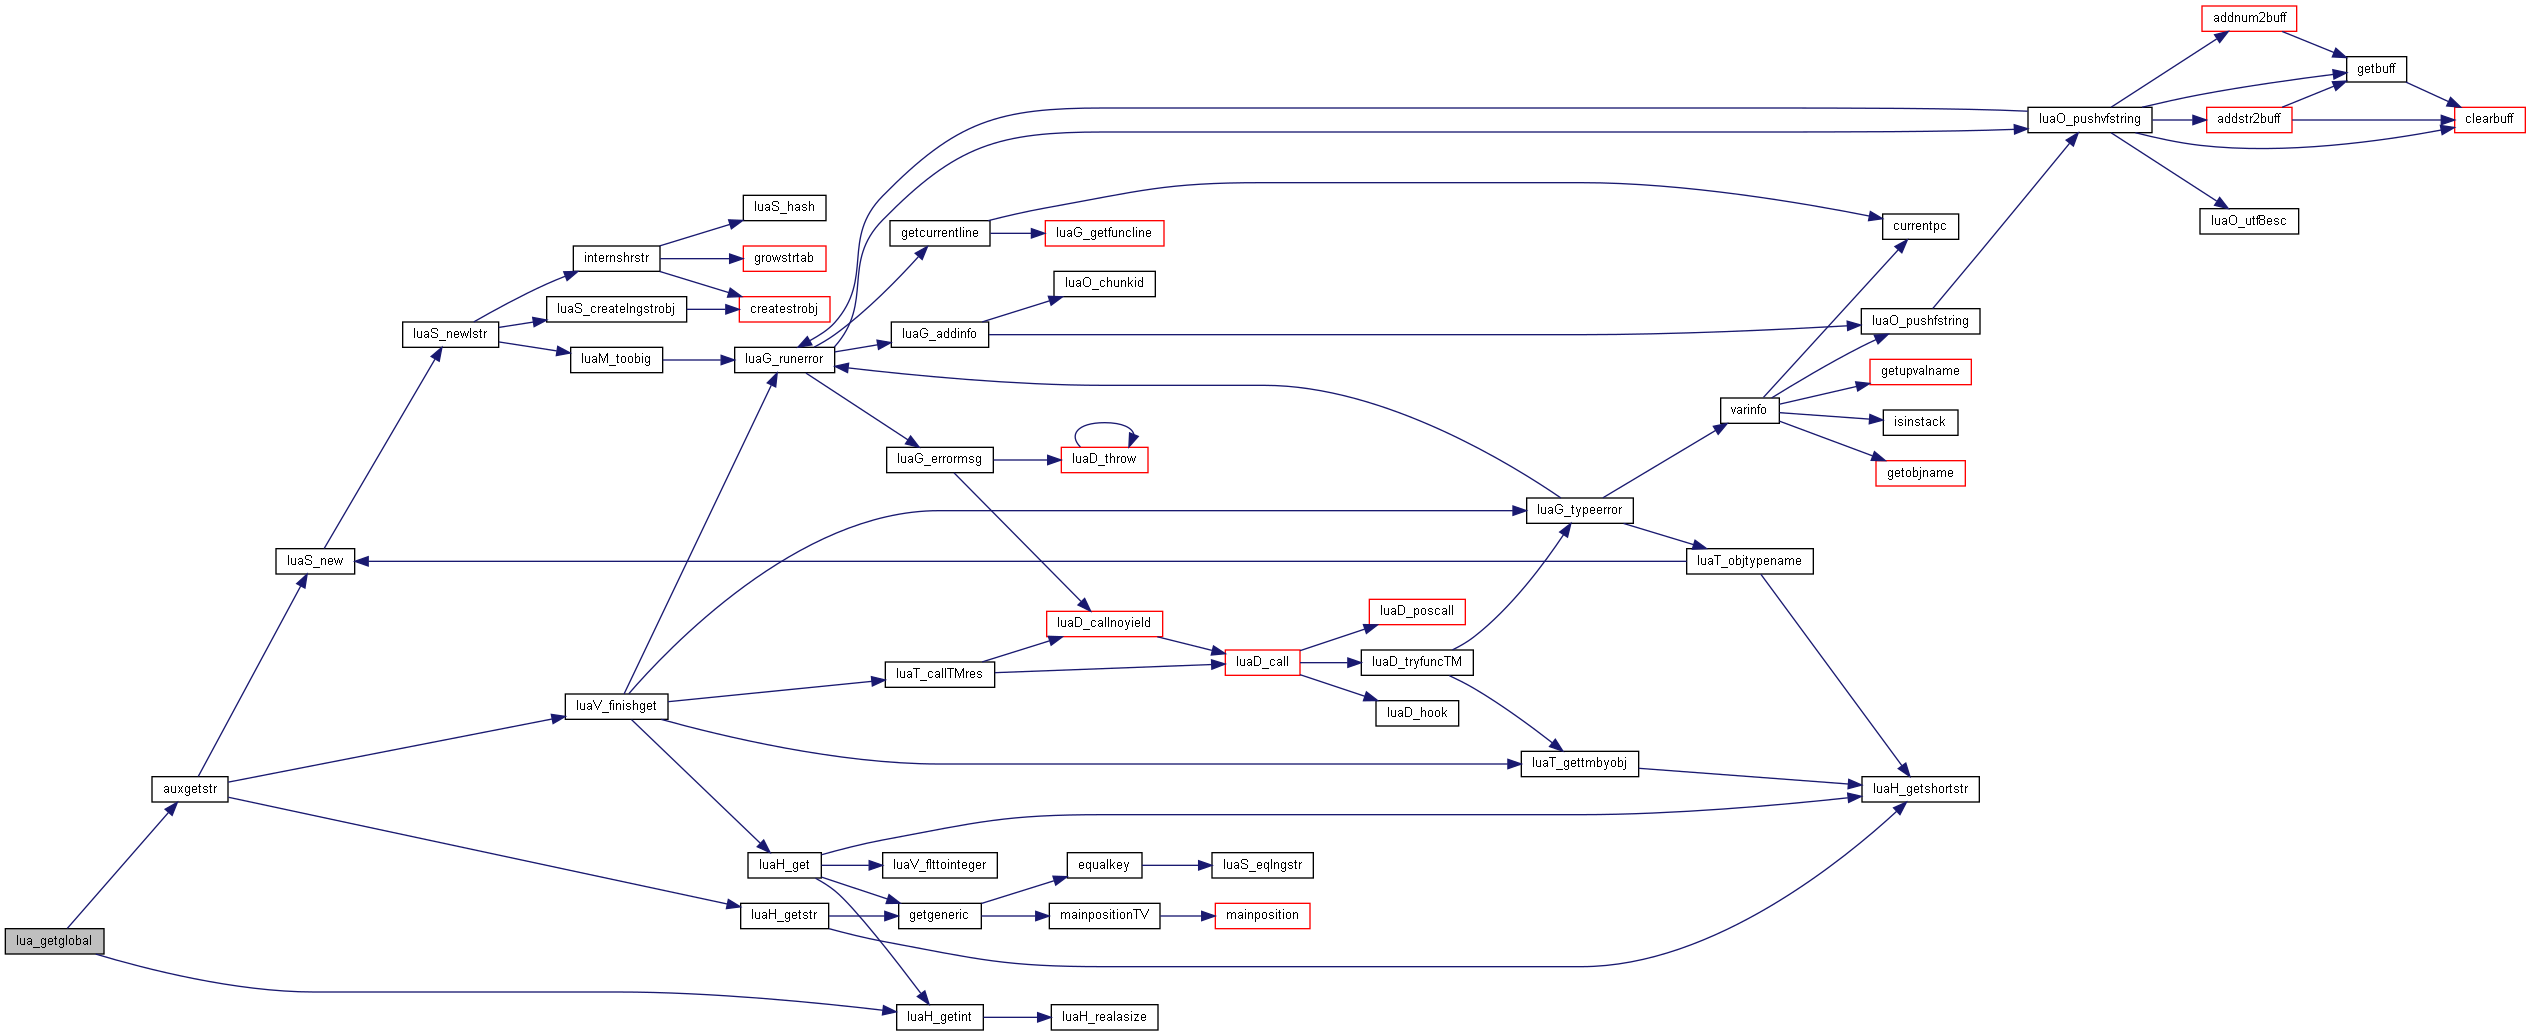 addnum2buff
getbuff
luaO_pushvfstring
addstr2buff
clearbuff
luaS_hash
luaO_utf8esc
getcurrentline
luaG_getfuncline
currentpc
internshrstr
growstrtab
luaO_chunkid
luaS_createlngstrobj
createstrobj
luaS_newlstr
luaG_addinfo
luaO_pushfstring
luaM_toobig
luaG_runerror
getupvalname
varinfo
isinstack
luaG_errormsg
luaD_throw
getobjname
luaG_typeerror
luaS_new
luaT_objtypename
luaD_poscall
luaD_callnoyield
luaD_call
luaD_tryfuncTM
luaT_callTMres
luaV_finishget
luaD_hook
luaT_gettmbyobj
auxgetstr
luaH_getshortstr
luaH_get
luaV_flttointeger
equalkey
luaS_eqlngstr
luaH_getstr
getgeneric
mainpositionTV
mainposition
lua_getglobal
luaH_getint
luaH_realasize